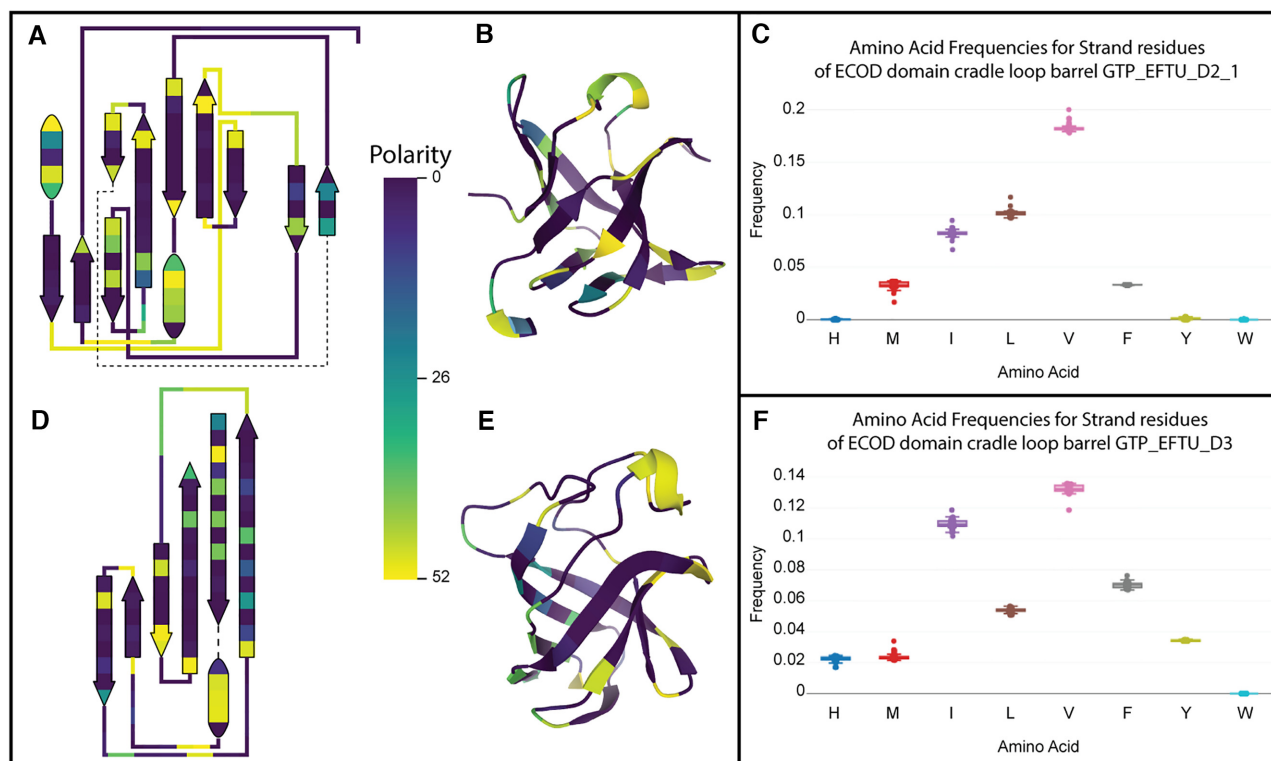 A
Polarity
0
26
52
B
C
Amino Acid Frequencies for Strand residues
of ECOD domain cradle loop barrel GTP_EFTU_D2_1
Frequency
0.2
0.15
0.1
0.05
0
H M I L V F Y W
Amino Acid
D
E
F
Amino Acid Frequencies for Strand residues
of ECOD domain cradle loop barrel GTP_EFTU_D3
Frequency
0.14
0.12
0.1
0.08
0.06
0.04
0.02
0
H M I L V F Y W
Amino Acid